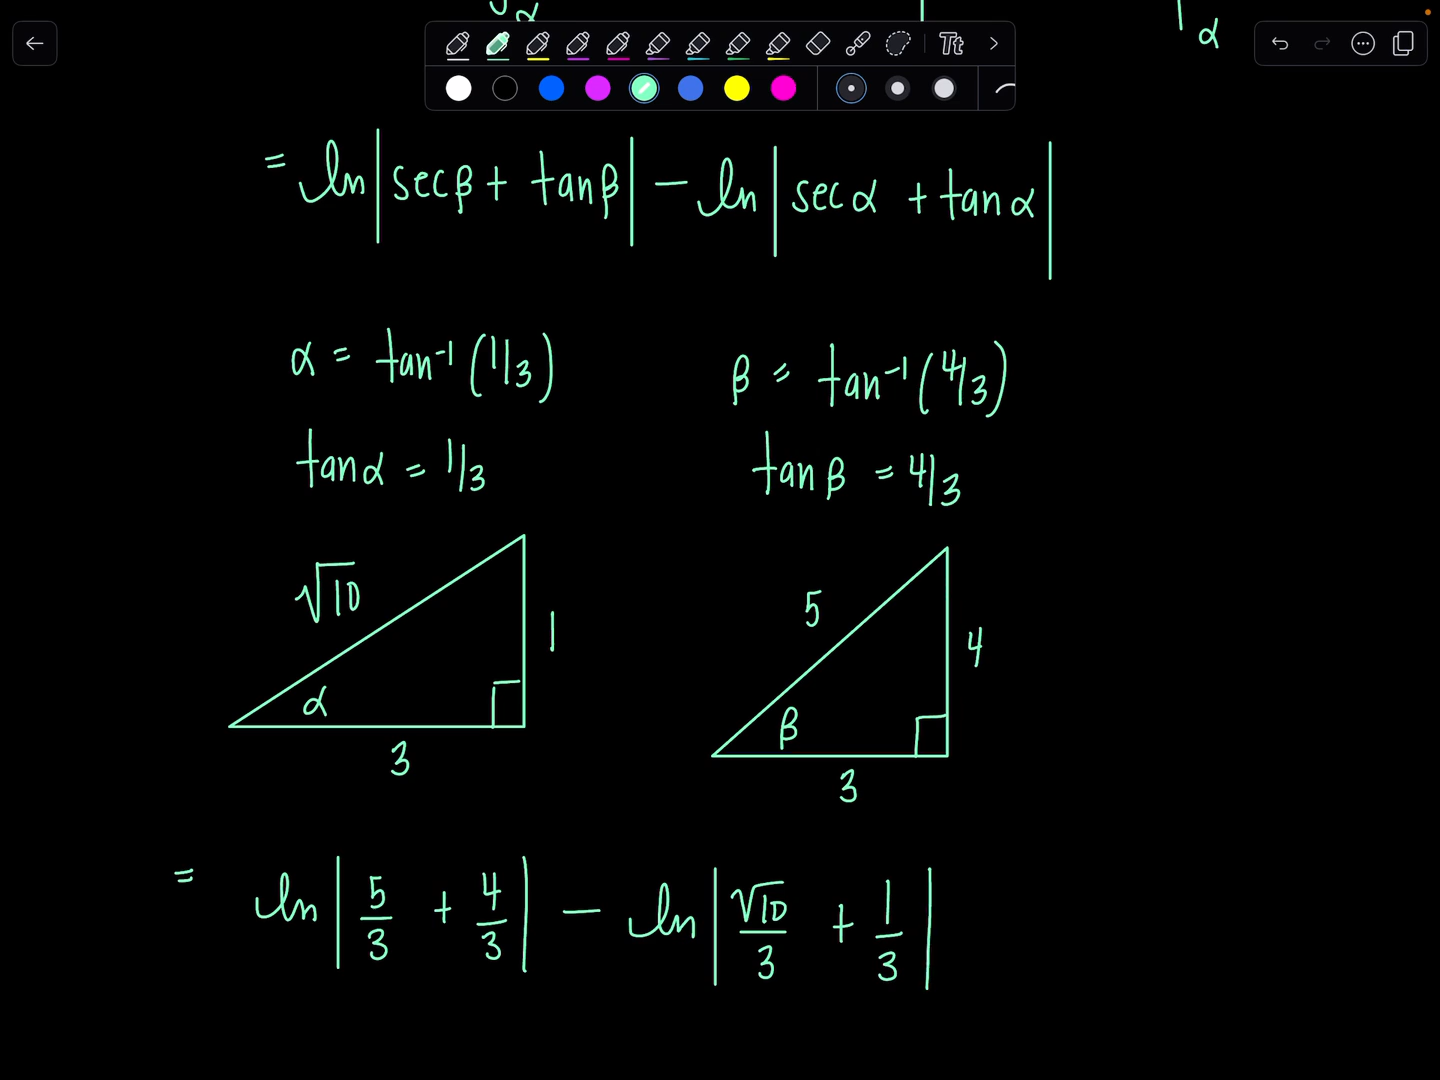 α
α
Tt
= ln|secβ + tanβ| - ln|secα + tanα|
α = tan⁻¹(1/3)
β = tan⁻¹(4/3)
tanα = 1/3
tanβ = 4/3
√10
1
α
3
5
4
β
3
= ln|5/3 + 4/3| - ln|√10/3 + 1/3|